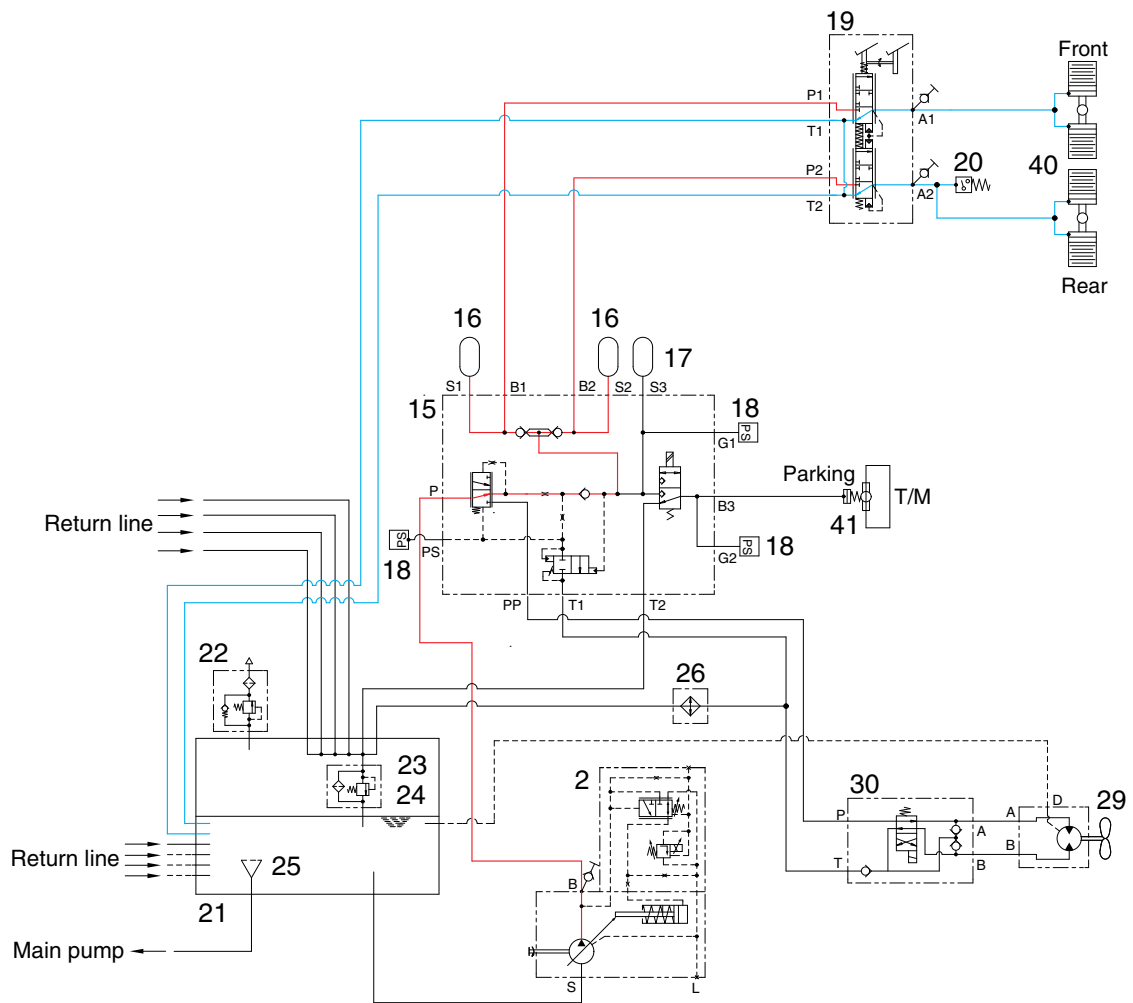 19
Front
P1
A1
T1
P2
20
40
A2
T2
Rear
16
16
17
S1
B1
B2
S2
S3
15
18
PS
G1
Parking
P
T/M
Return line
B3
41
PS
PS
18
PS
G2
18
PP
T1
T2
22
26
23
24
2
30
D
29
P
A
A
B
B
T
Return line
25
B
21
Main pump
S
L